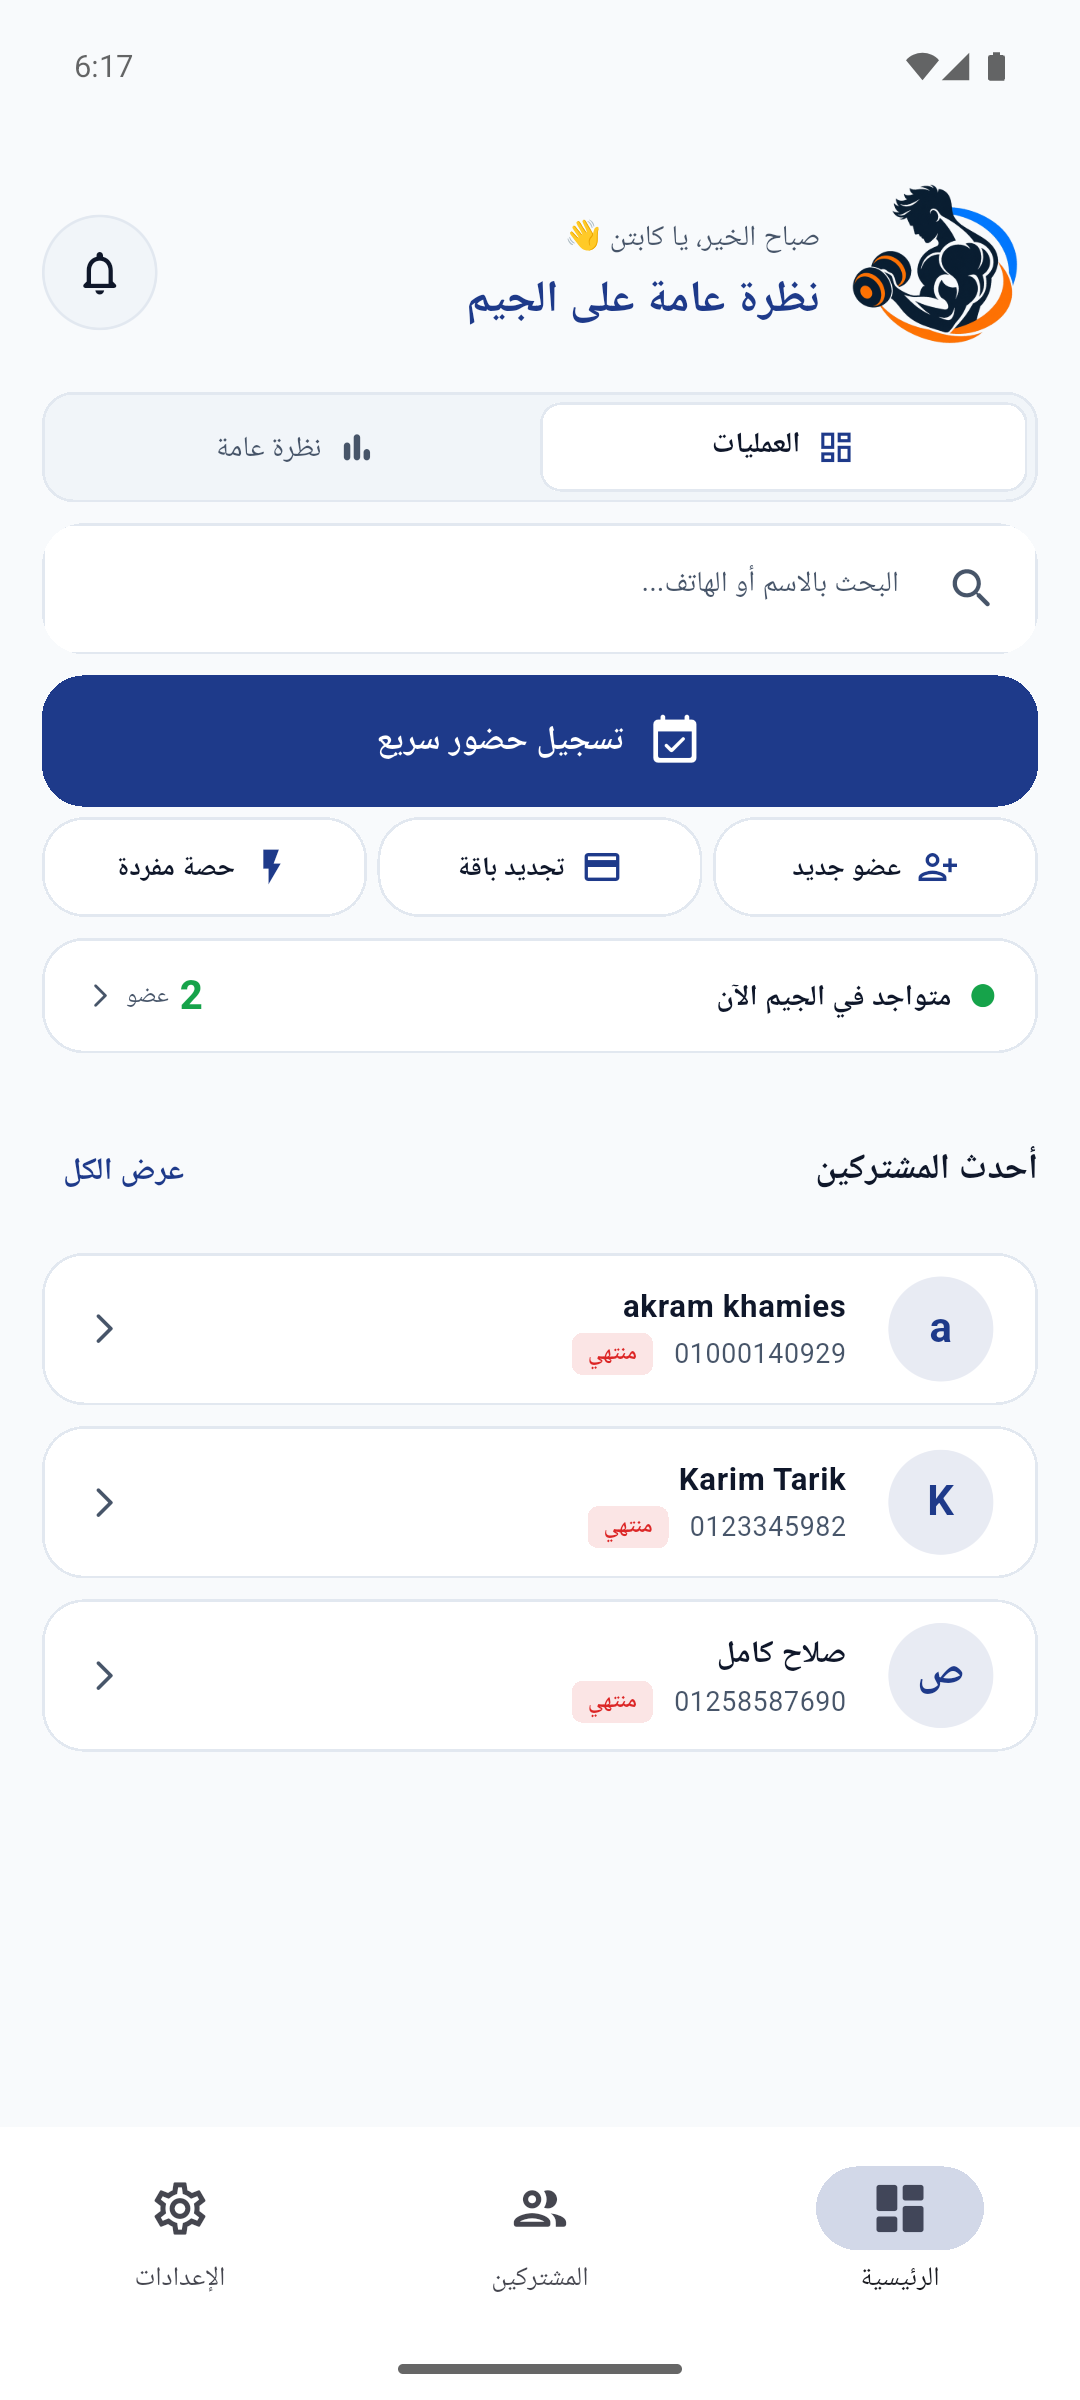 6:17
صباح الخير، يا كابتن 👋
نظرة عامة على الجيم
العمليات
نظرة عامة
البحث بالاسم أو الهاتف...
تسجيل حضور سريع
عضو جديد
تجديد باقة
حصة مفردة
متواجد في الجيم الآن
2 عضو
أحدث المشتركين
عرض الكل
a
akram khamies
01000140929 منتهي
K
Karim Tarik
0123345982 منتهي
ص
صلاح كامل
01258587690 منتهي
الرئيسية
المشتركين
الإعدادات